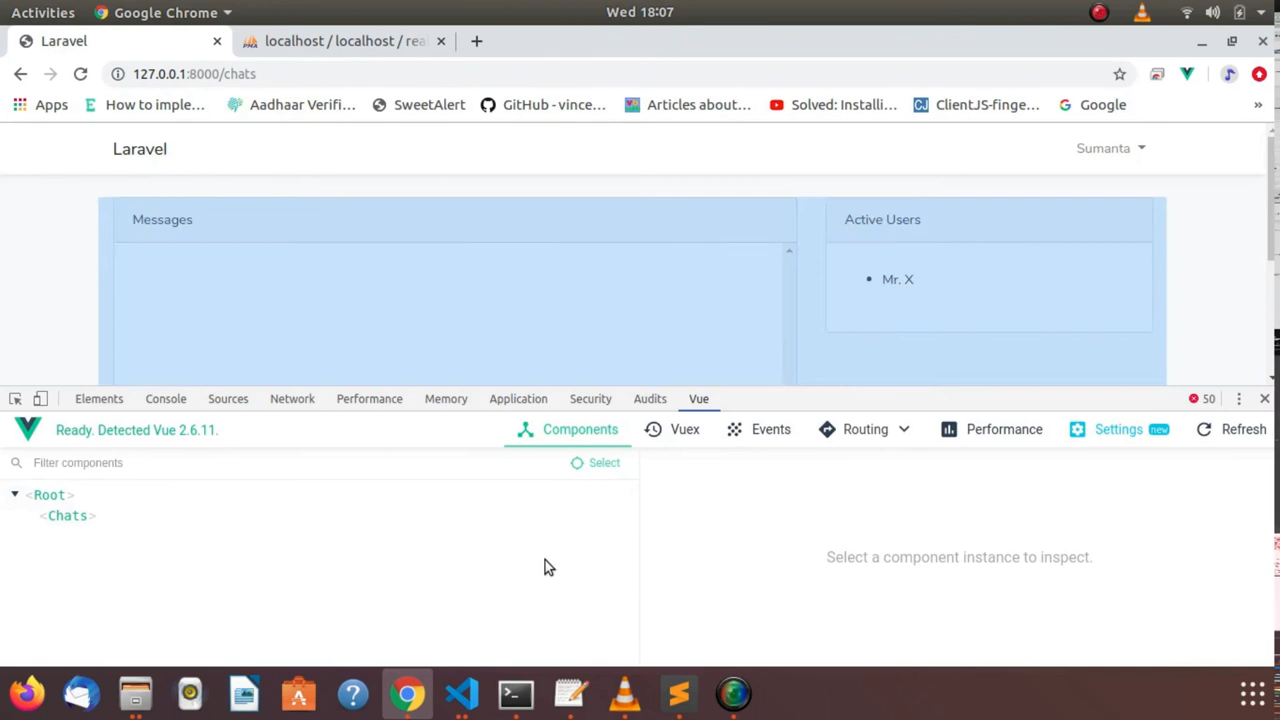 Activities Google Chrome Wed 18:07
Laravel localhost / localhost / rea
127.0.0.1:8000/chats
Apps How to imple... Aadhaar Verifi... SweetAlert GitHub - vince... Articles about... Solved: Installi... ClientJS-finge... Google »
Laravel Sumanta
Messages Active Users
• Mr. X
Elements Console Sources Network Performance Memory Application Security Audits Vue 50
Ready. Detected Vue 2.6.11. Components Vuex Events Routing Performance Settings new Refresh
Filter components Select
<Root>
<Chats>
Select a component instance to inspect.